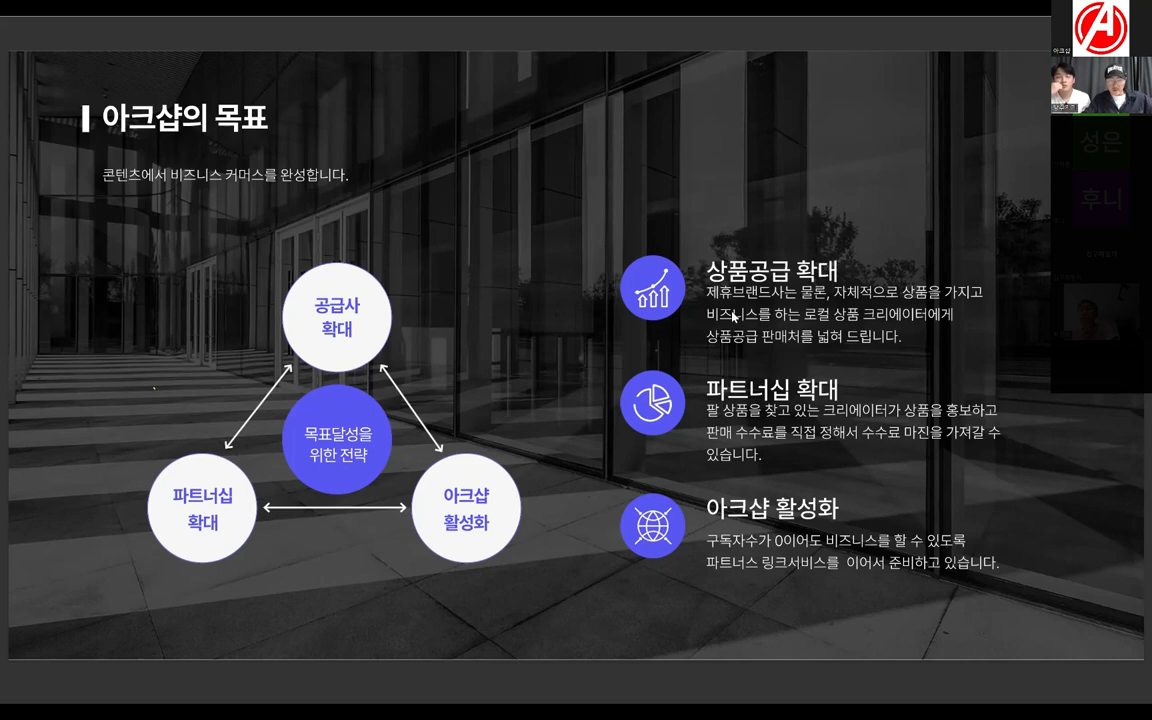 아크샵의 목표
콘텐츠에서 비즈니스 커머스를 완성합니다.
공급사
확대
목표달성을
위한 전략
파트너십
확대
아크샵
활성화
상품공급 확대
제휴브랜드사는 물론, 자체적으로 상품을 가지고
비즈니스를 하는 로컬 상품 크리에이터에게
상품공급 판매처를 넓혀 드립니다.
파트너십 확대
팔 상품을 찾고 있는 크리에이터가 상품을 홍보하고
판매 수수료를 직접 정해서 수수료 마진을 가져갈 수
있습니다.
아크샵 활성화
구독자수가 0이어도 비즈니스를 할 수 있도록
파트너스 링크서비스를 이어서 준비하고 있습니다.
A
아크샵
성은
후니